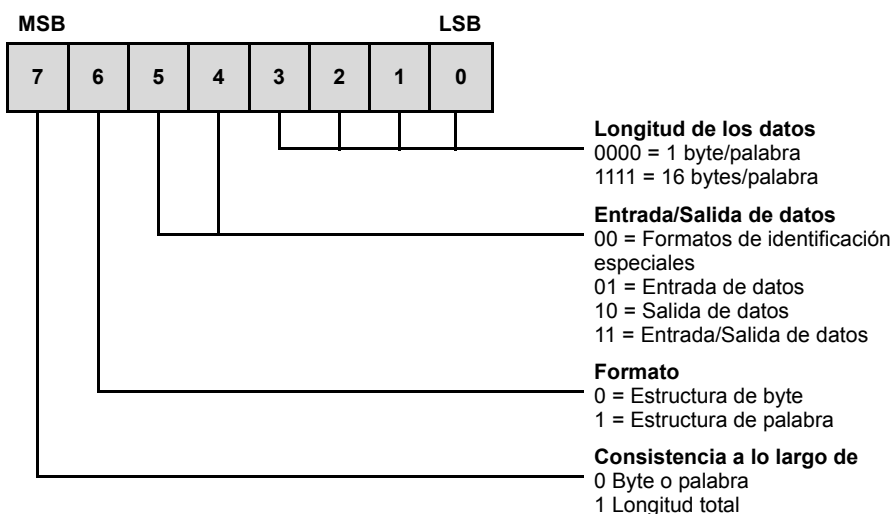 MSB LSB
7 6 5 4 3 2 1 0
Longitud de los datos
0000 = 1 byte/palabra
1111 = 16 bytes/palabra
Entrada/Salida de datos
00 = Formatos de identificación
especiales
01 = Entrada de datos
10 = Salida de datos
11 = Entrada/Salida de datos
Formato
0 = Estructura de byte
1 = Estructura de palabra
Consistencia a lo largo de
0 Byte o palabra
1 Longitud total